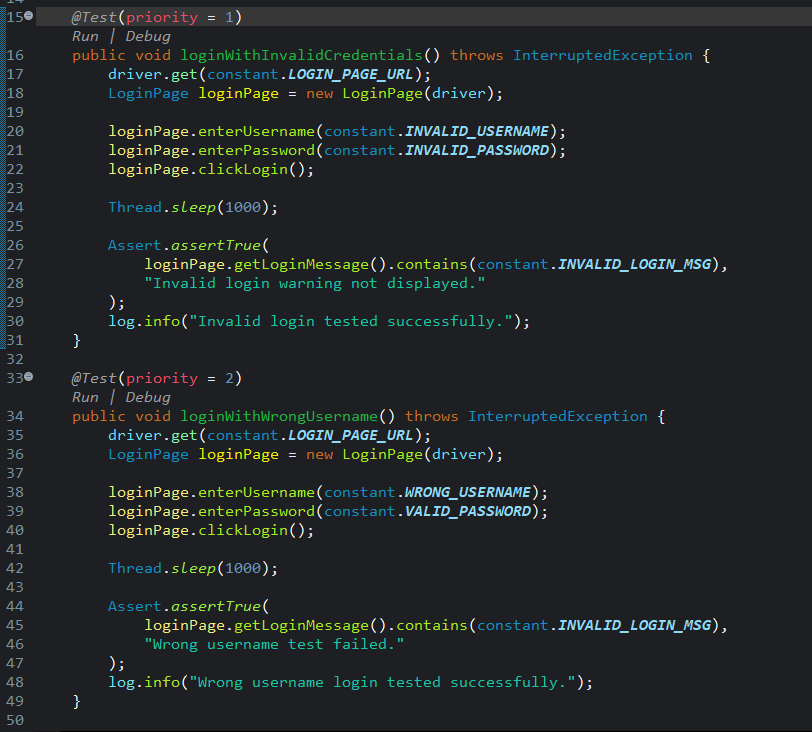 15 @Test(priority = 1)
Run | Debug
16 public void loginWithInvalidCredentials() throws InterruptedException {
17 driver.get(constant.LOGIN_PAGE_URL);
18 LoginPage loginPage = new LoginPage(driver);
19
20 loginPage.enterUsername(constant.INVALID_USERNAME);
21 loginPage.enterPassword(constant.INVALID_PASSWORD);
22 loginPage.clickLogin();
23
24 Thread.sleep(1000);
25
26 Assert.assertTrue(
27 loginPage.getLoginMessage().contains(constant.INVALID_LOGIN_MSG),
28 "Invalid login warning not displayed."
29 );
30 log.info("Invalid login tested successfully.");
31 }
32
33 @Test(priority = 2)
Run | Debug
34 public void loginWithWrongUsername() throws InterruptedException {
35 driver.get(constant.LOGIN_PAGE_URL);
36 LoginPage loginPage = new LoginPage(driver);
37
38 loginPage.enterUsername(constant.WRONG_USERNAME);
39 loginPage.enterPassword(constant.VALID_PASSWORD);
40 loginPage.clickLogin();
41
42 Thread.sleep(1000);
43
44 Assert.assertTrue(
45 loginPage.getLoginMessage().contains(constant.INVALID_LOGIN_MSG),
46 "Wrong username test failed."
47 );
48 log.info("Wrong username login tested successfully.");
49 }
50